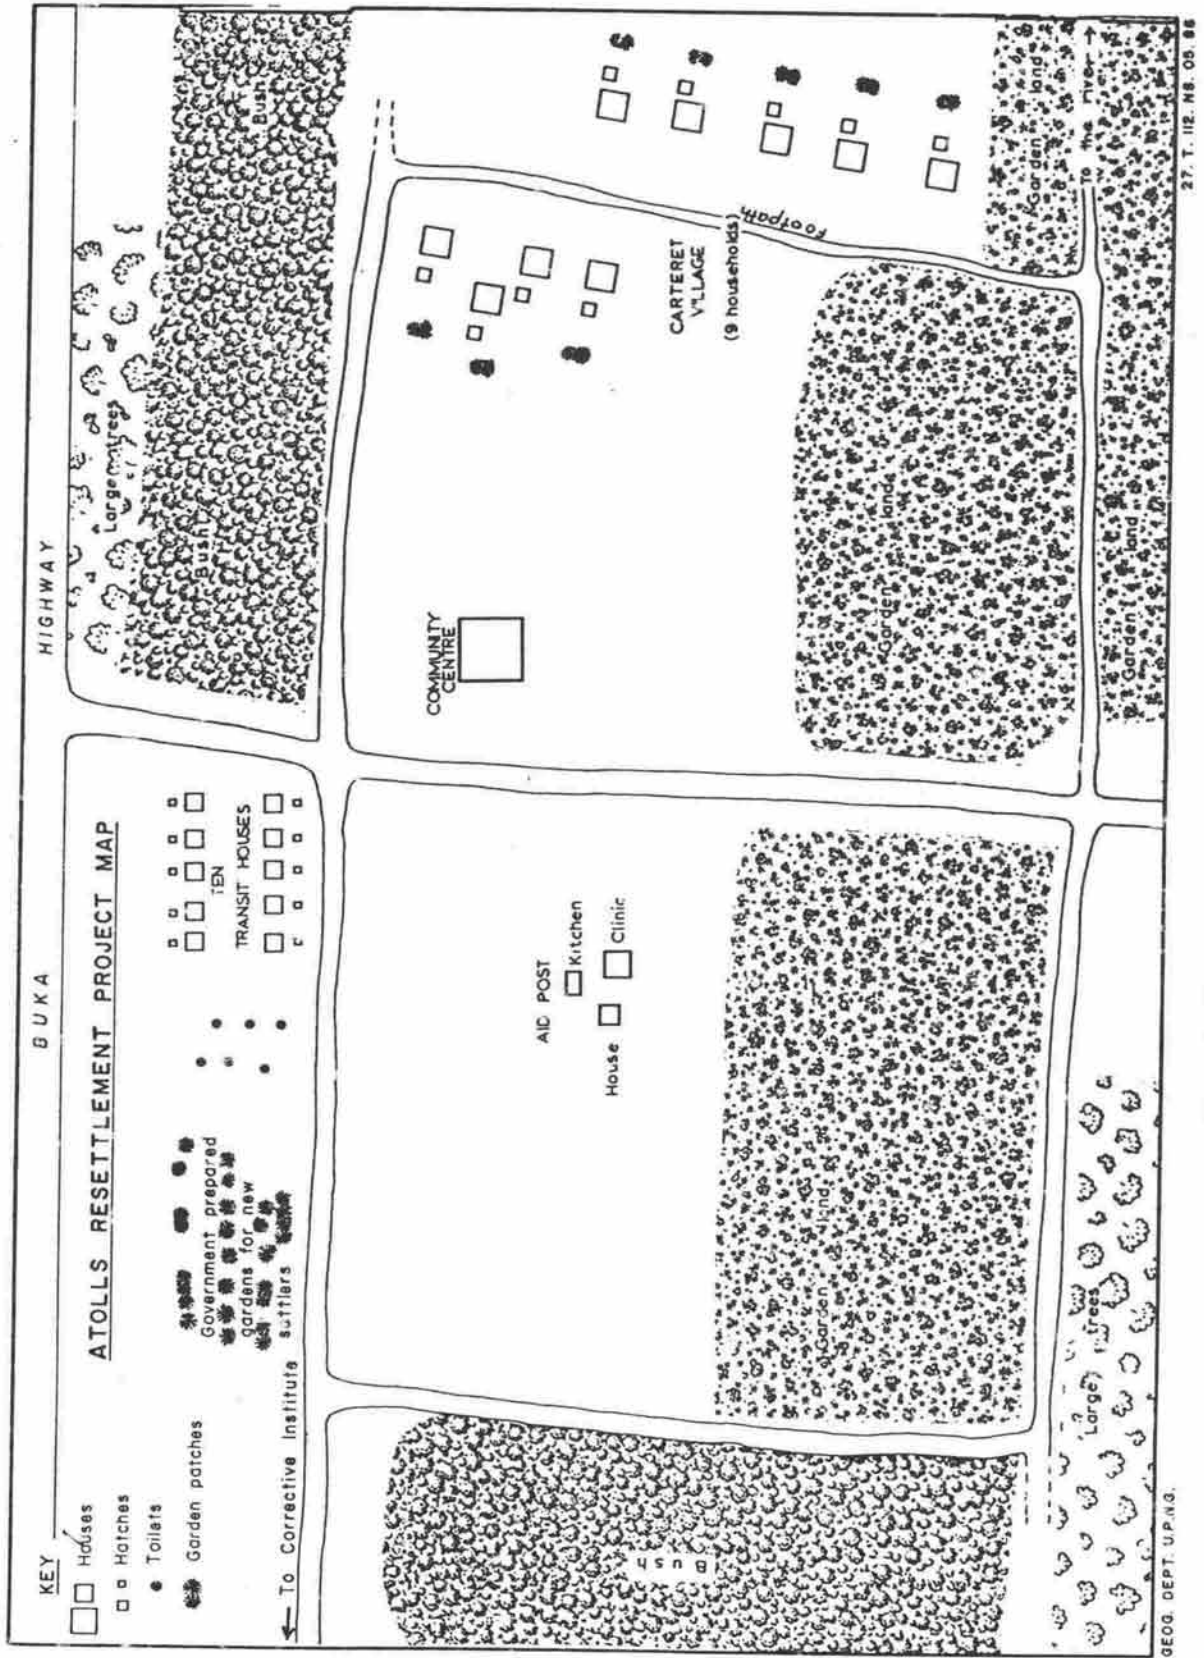 BUKA HIGHWAY
KEY
Houses
Hatches
Toilets
Garden patches
To Corrective Institute
ATOLLS RESETTLEMENT PROJECT MAP
Government prepared
gardens for new
suttlers
TEN
TRANSIT HOUSES
Large trees
Bush
Bush
AID POST
Kitchen
House
Clinic
COMMUNITY
CENTRE
CARTERET
VILLAGE
(9 households)
Footpath
Bush
Garden land
Garden land
Garden land
To the river
Garden land
Large trees
GEOG. DEPT. U.P.N.G.
27. T. 112. NS. 05. 86